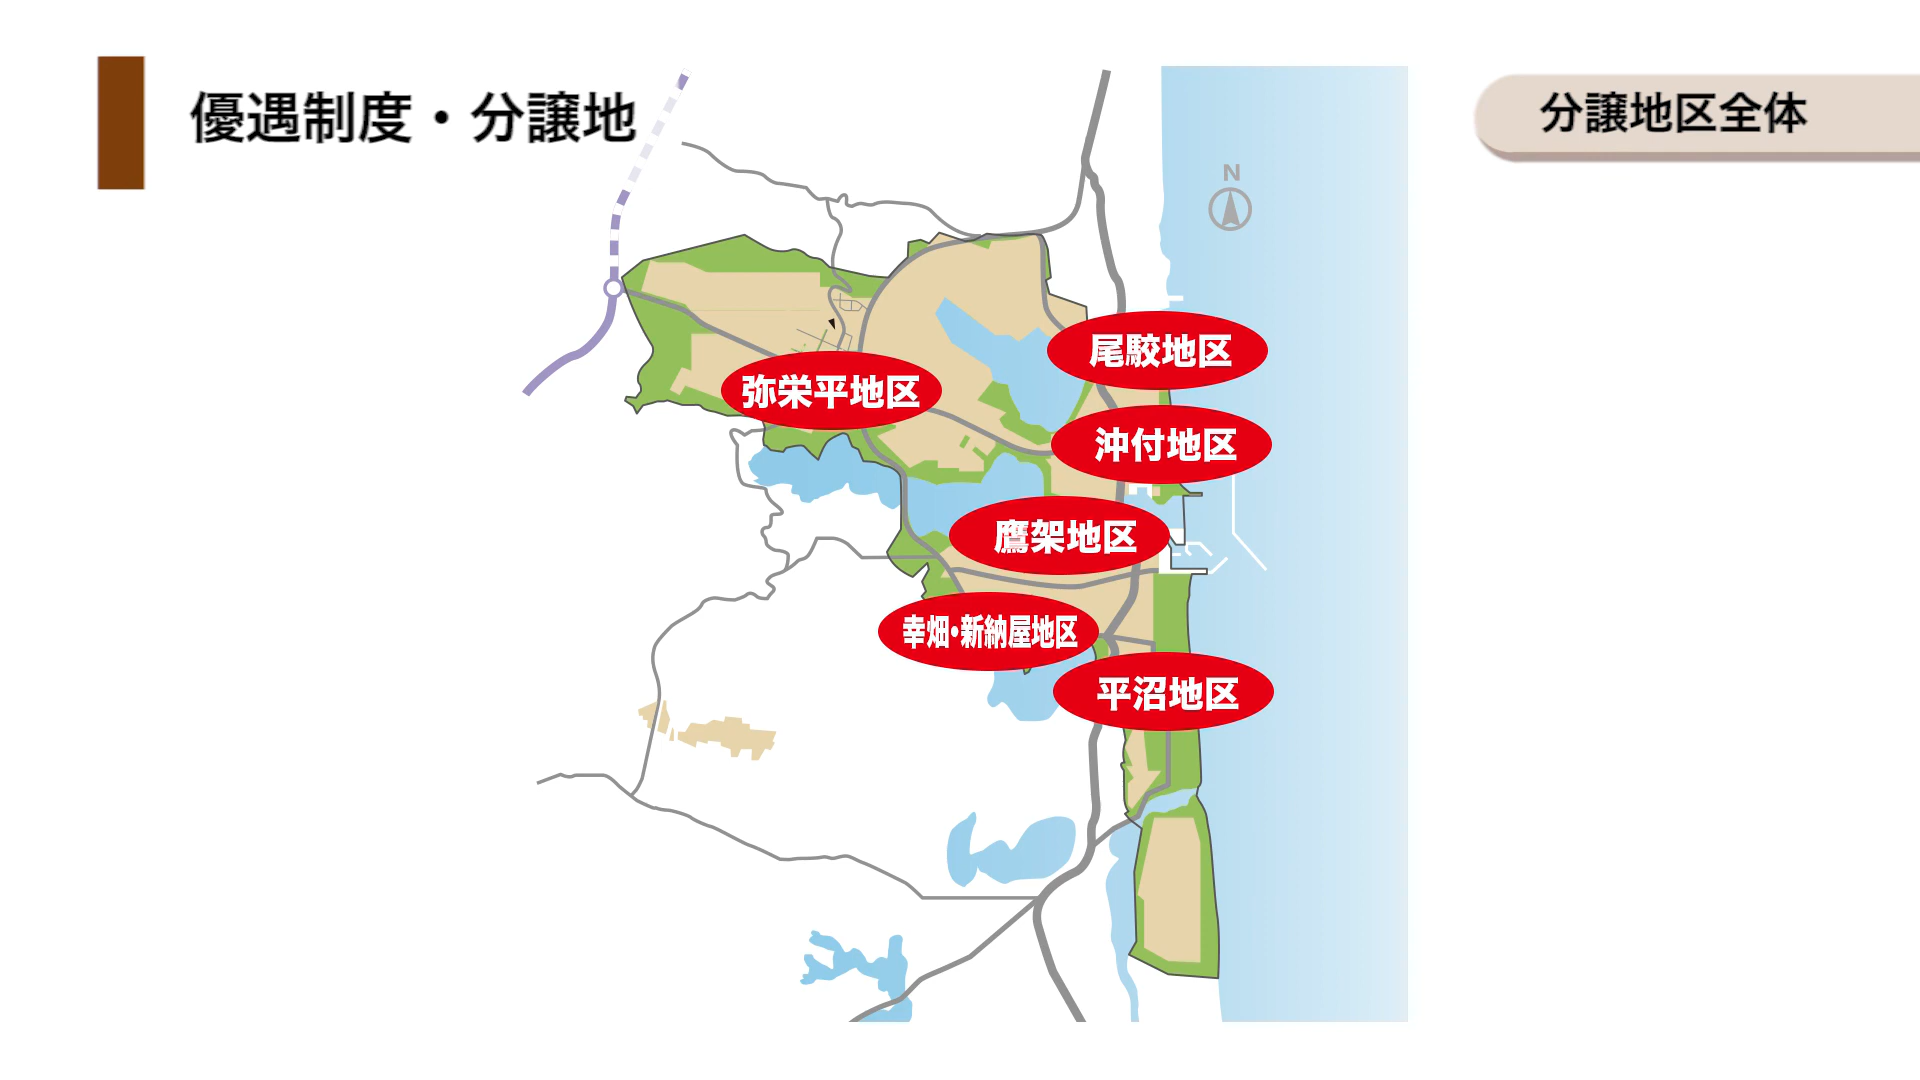 優遇制度・分譲地
分譲地区全体
N
尾駮地区
弥栄平地区
沖付地区
鷹架地区
幸畑・新納屋地区
平沼地区